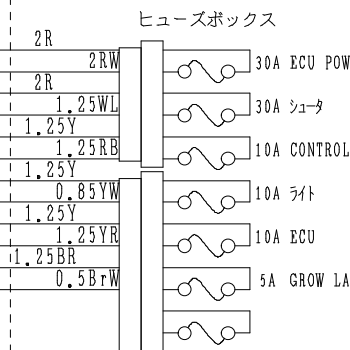 ヒューズボックス
2R
2RW 30A ECU POW
2R
1.25WL 30A ｼｭｰﾀ
1.25Y
1.25RB 10A CONTROL
1.25Y
0.85YW 10A ﾗｲﾄ
1.25Y
1.25YR 10A ECU
1.25BR
0.5BrW 5A GROW LA